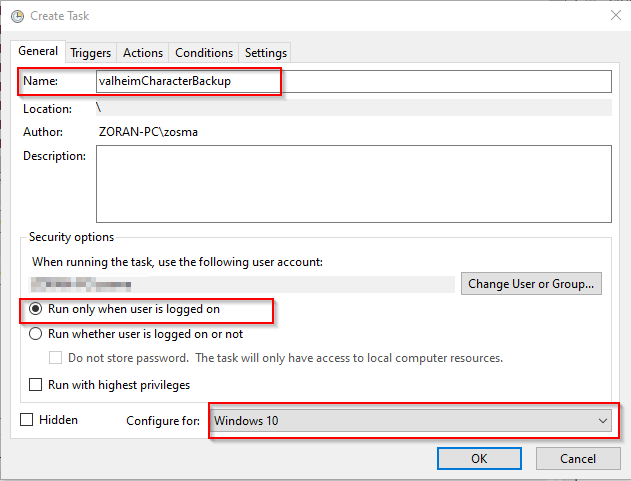 Create Task
General Triggers Actions Conditions Settings
Name: valheimCharacterBackup
Location: \
Author: ZORAN-PC\zosma
Description:
Security options
When running the task, use the following user account:
Change User or Group...
Run only when user is logged on
Run whether user is logged on or not
Do not store password. The task will only have access to local computer resources.
Run with highest privileges
Hidden Configure for: Windows 10
OK Cancel